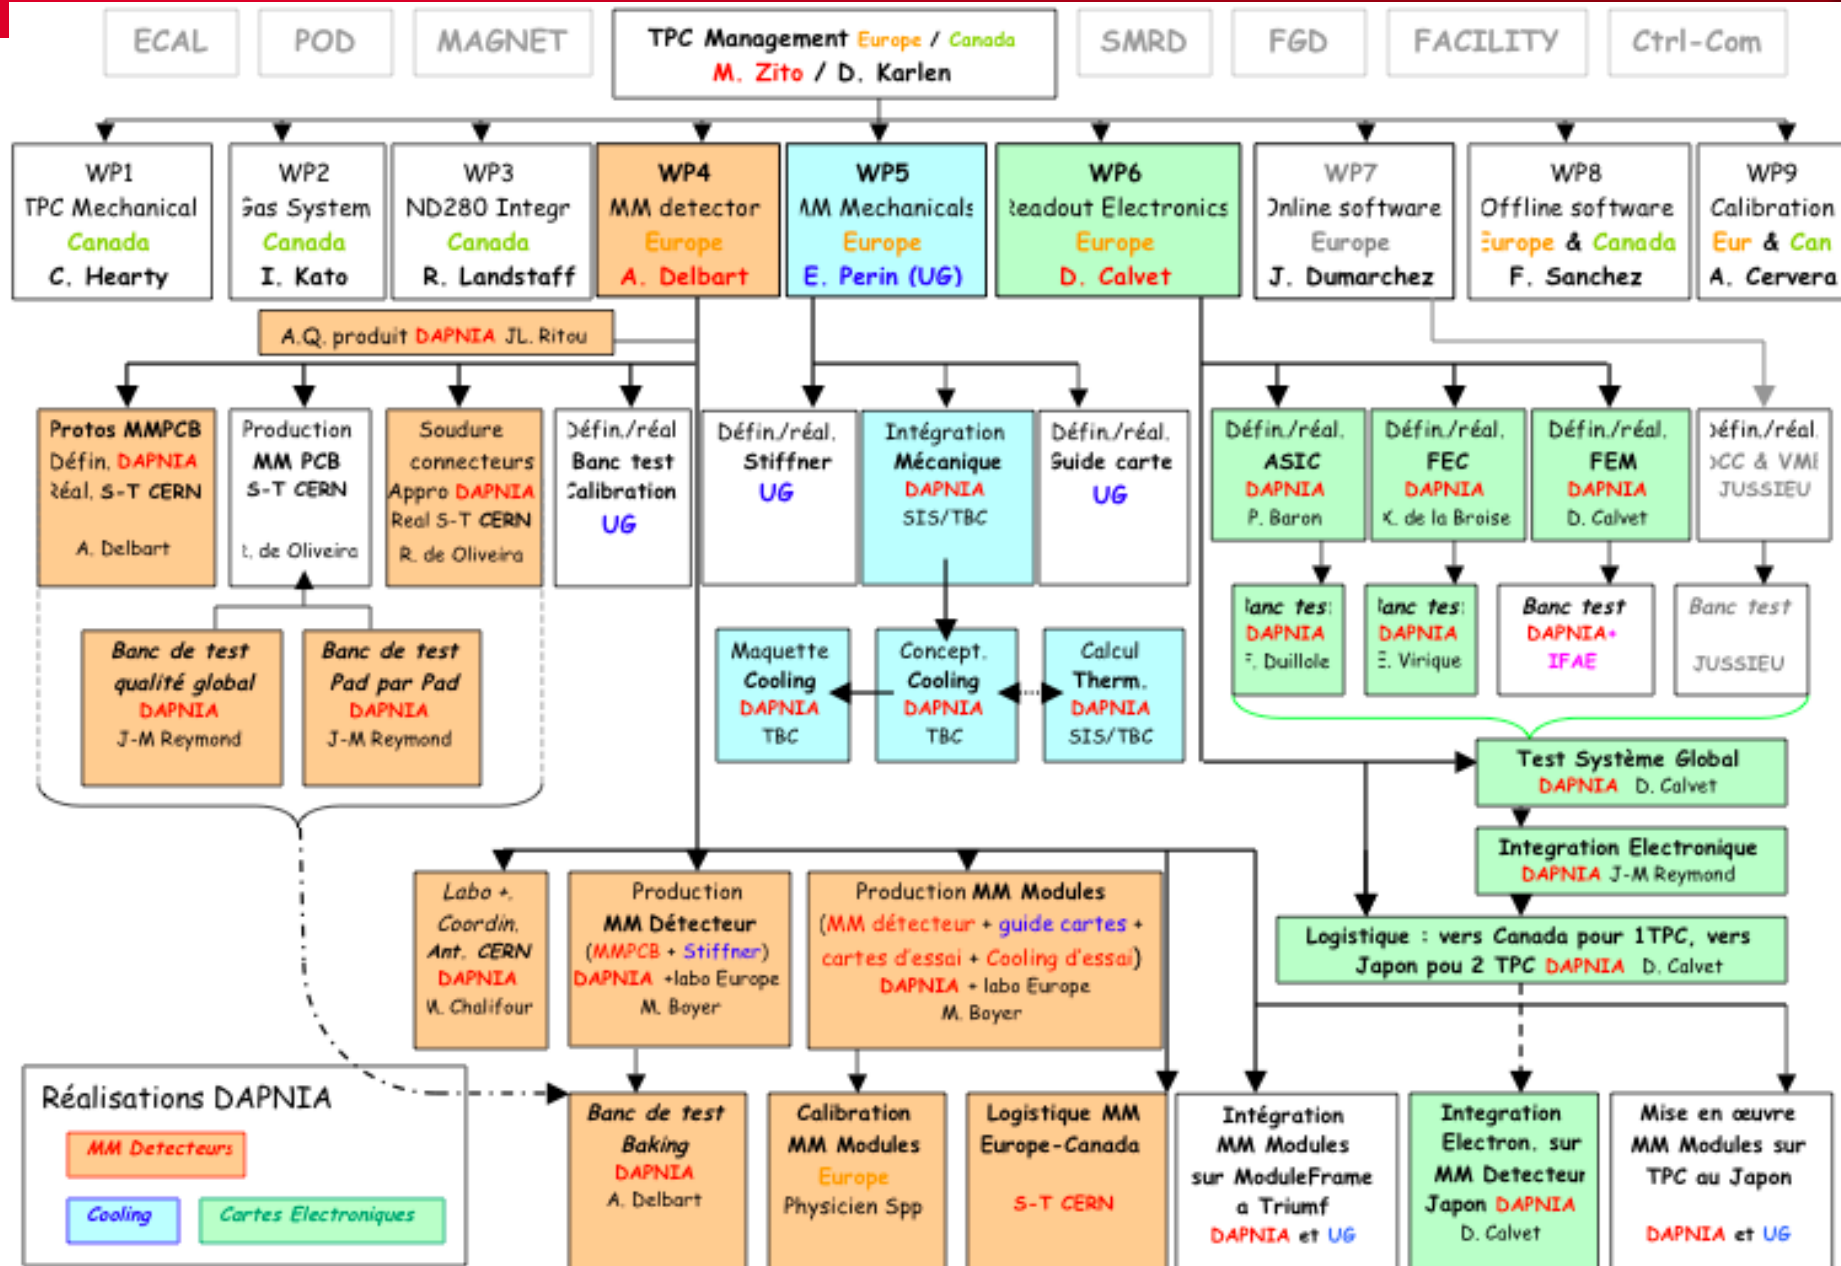 ECAL
POD
MAGNET
TPC Management Europe / Canada
M. Zito / D. Karlen
SMRD
FGD
FACILITY
Ctrl-Com
WP1
TPC Mechanical
Canada
C. Hearty
WP2
Gas System
Canada
I. Kato
WP3
ND280 Integr
Canada
R. Landstaff
WP4
MM detector
Europe
A. Delbart
WP5
MM Mechanicals
Europe
E. Perin (UG)
WP6
Readout Electronics
Europe
D. Calvet
WP7
Online software
Europe
J. Dumarchez
WP8
Offline software
Europe & Canada
F. Sanchez
WP9
Calibration
Eur & Can
A. Cervera
A.Q. produit DAPNIA JL. Ritou
Protos MMPCB
Défin. DAPNIA
Réal. S-T CERN
A. Delbart
Production
MM PCB
S-T CERN
de Oliveira
Soudure
connecteurs
Appro DAPNIA
Real S-T CERN
R. de Oliveira
Défin./réal
Banc test
Calibration
UG
Défin./réal.
Stiffner
UG
Intégration
Mécanique
DAPNIA
SIS/TBC
Défin./réal.
Guide carte
UG
Défin./réal.
ASIC
DAPNIA
P. Baron
Défin./réal.
FEC
DAPNIA
K. de la Broise
Défin./réal.
FEM
DAPNIA
D. Calvet
Défin./réal.
& VME
JUSSIEU
Banc de test
qualité global
DAPNIA
J-M Reymond
Banc de test
Pad par Pad
DAPNIA
J-M Reymond
Maquette
Cooling
DAPNIA
TBC
Concept.
Cooling
DAPNIA
TBC
Calcul
Therm.
DAPNIA
SIS/TBC
Banc test
DAPNIA
F. Duillole
Banc test
DAPNIA
E. Virique
Banc test
DAPNIA+
IFAE
Banc test
JUSSIEU
Test Système Global
DAPNIA D. Calvet
Integration Electronique
DAPNIA J-M Reymond
Logistique : vers Canada pour 1TPC, vers
Japon pou 2 TPC DAPNIA D. Calvet
Labo +.
Coordin.
Ant. CERN
DAPNIA
M. Chalifour
Production
MM Détecteur
(MMPCB + Stiffner)
DAPNIA +labo Europe
M. Boyer
Production MM Modules
(MM détecteur + guide cartes +
cartes d'essai + Cooling d'essai)
DAPNIA + labo Europe
M. Boyer
Réalisations DAPNIA
MM Detecteurs
Cooling
Cartes Electroniques
Banc de test
Baking
DAPNIA
A. Delbart
Calibration
MM Modules
Europe
Physicien Spp
Logistique MM
Europe-Canada
S-T CERN
Intégration
MM Modules
sur ModuleFrame
a Triumf
DAPNIA et UG
Integration
Electron. sur
MM Detecteur
Japon DAPNIA
D. Calvet
Mise en œuvre
MM Modules sur
TPC au Japon
DAPNIA et UG